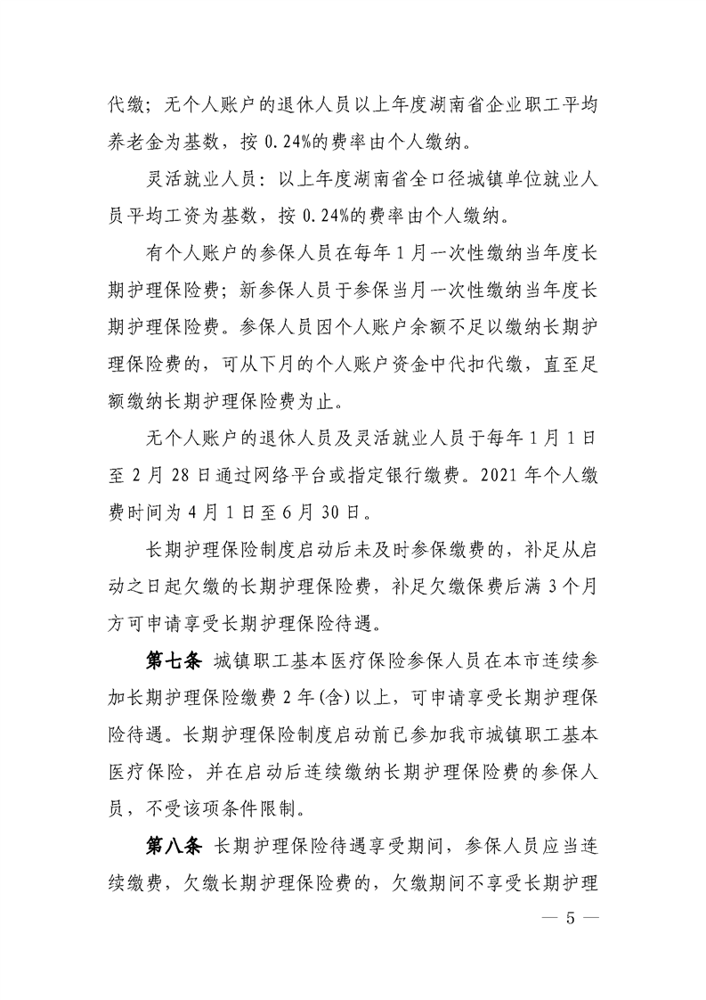 代缴；无个人账户的退休人员以上年度湖南省企业职工平均
养老金为基数，按 0.24%的费率由个人缴纳。
灵活就业人员：以上年度湖南省全口径城镇单位就业人
员平均工资为基数，按 0.24%的费率由个人缴纳。
有个人账户的参保人员在每年 1 月一次性缴纳当年度长
期护理保险费；新参保人员于参保当月一次性缴纳当年度长
期护理保险费。参保人员因个人账户余额不足以缴纳长期护
理保险费的，可从下月的个人账户资金中代扣代缴，直至足
额缴纳长期护理保险费为止。
无个人账户的退休人员及灵活就业人员于每年 1 月 1 日
至 2 月 28 日通过网络平台或指定银行缴费。2021 年个人缴
费时间为 4 月 1 日至 6 月 30 日。
长期护理保险制度启动后未及时参保缴费的，补足从启
动之日起欠缴的长期护理保险费，补足欠缴保费后满 3 个月
方可申请享受长期护理保险待遇。
第七条 城镇职工基本医疗保险参保人员在本市连续参
加长期护理保险缴费 2 年(含)以上，可申请享受长期护理保
险待遇。长期护理保险制度启动前已参加我市城镇职工基本
医疗保险，并在启动后连续缴纳长期护理保险费的参保人
员，不受该项条件限制。
第八条 长期护理保险待遇享受期间，参保人员应当连
续缴费，欠缴长期护理保险费的，欠缴期间不享受长期护理
— 5 —